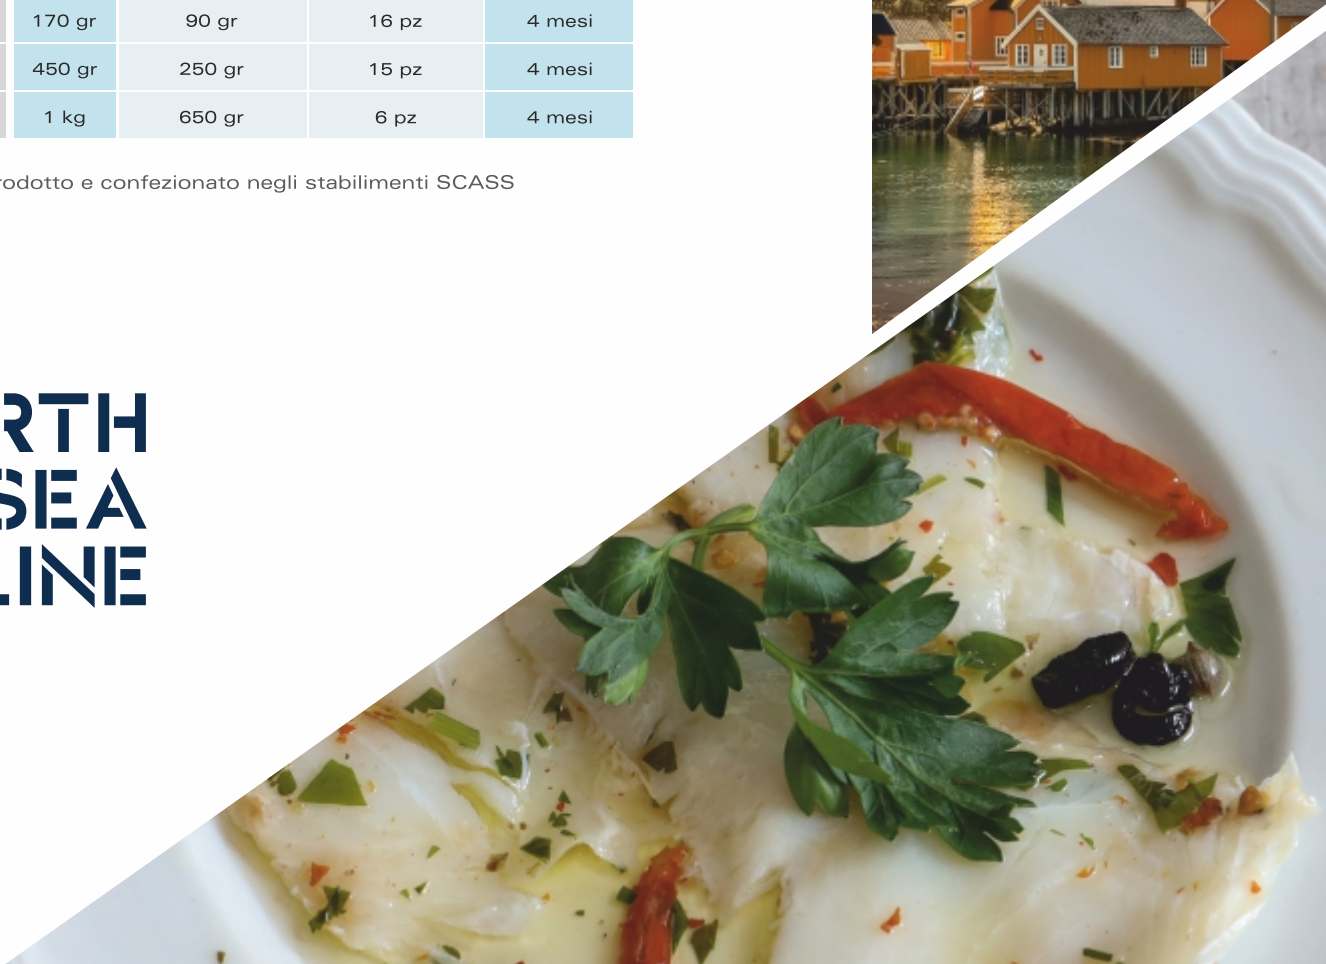 170 gr 90 gr 16 pz 4 mesi
450 gr 250 gr 15 pz 4 mesi
1 kg 650 gr 6 pz 4 mesi
rodotto e confezionato negli stabilimenti SCASS
RTH
SEA
LINE